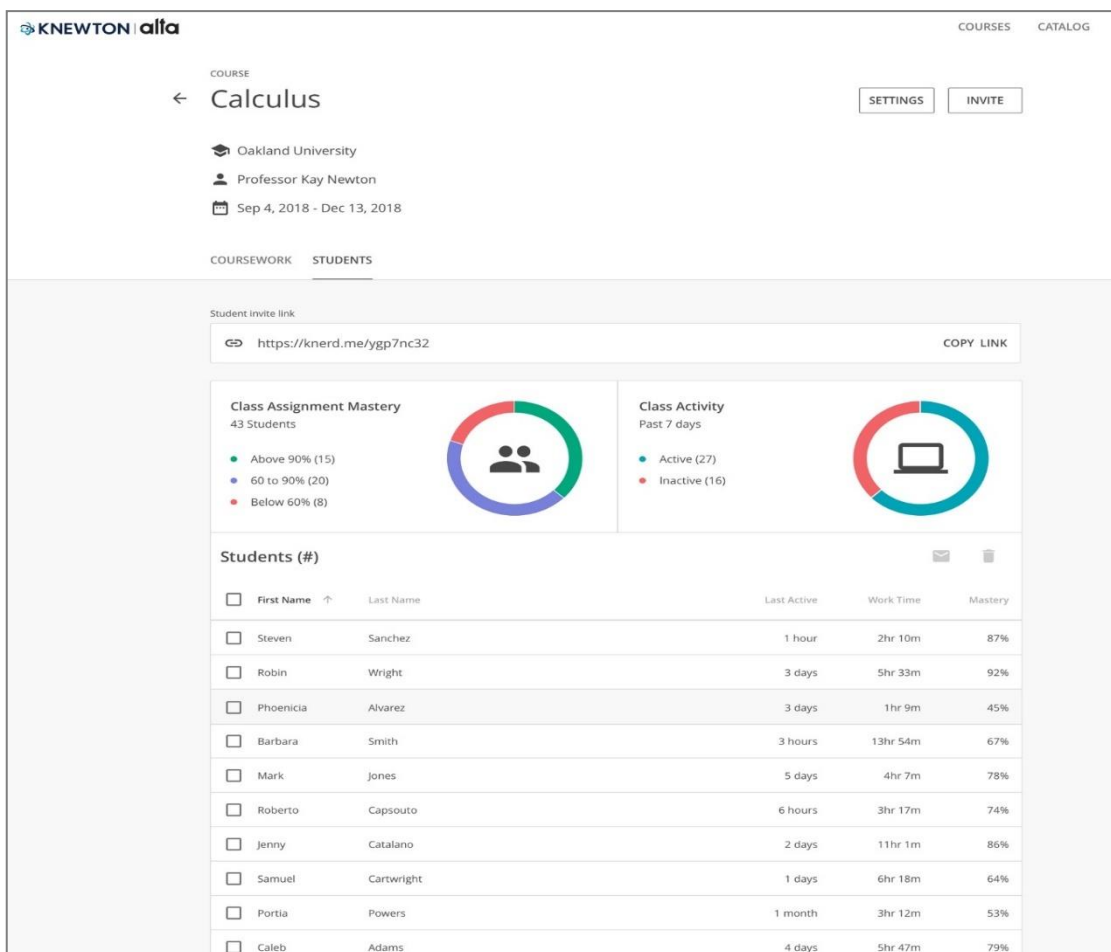 KNEWTON alta
COURSES CATALOG
COURSE
Calculus
SETTINGS INVITE
Oakland University
Professor Kay Newton
Sep 4, 2018 - Dec 13, 2018
COURSEWORK STUDENTS
Student invite link
https://knerd.me/ygp7nc32 COPY LINK
Class Assignment Mastery
43 Students
Above 90% (15)
60 to 90% (20)
Below 60% (8)
Class Activity
Past 7 days
Active (27)
Inactive (16)
Students (#)
First Name ↑ Last Name Last Active Work Time Mastery
Steven Sanchez 1 hour 2hr 10m 87%
Robin Wright 3 days 5hr 33m 92%
Phoenicia Alvarez 3 days 1hr 9m 45%
Barbara Smith 3 hours 13hr 54m 67%
Mark Jones 5 days 4hr 7m 78%
Roberto Capsouto 6 hours 3hr 17m 74%
Jenny Catalano 2 days 11hr 1m 86%
Samuel Cartwright 1 days 6hr 18m 64%
Portia Powers 1 month 3hr 12m 53%
Caleb Adams 4 days 5hr 47m 79%